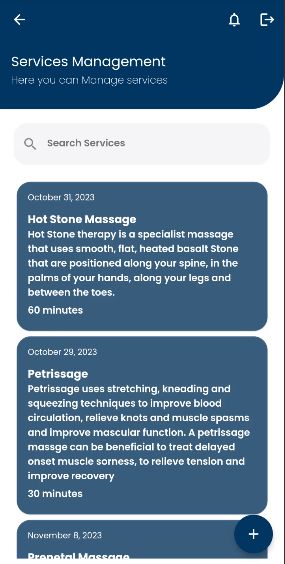 Services Management
Here you can Manage services
Search Services
October 31, 2023
Hot Stone Massage
Hot Stone therapy is a specialist massage
that uses smooth, flat, heated basalt Stone
that are positioned along your spine, in the
palms of your hands, along your legs and
between the toes.
60 minutes
October 29, 2023
Petrissage
Petrissage uses stretching, kneading and
squeezing techniques to improve blood
circulation, relieve knots and muscle spasms
and improve mascular function. A petrissage
massge can be beneficial to treat delayed
onset muscle sorness, to relieve tension and
improve recovery
30 minutes
November 8, 2023
Prenetal Massage